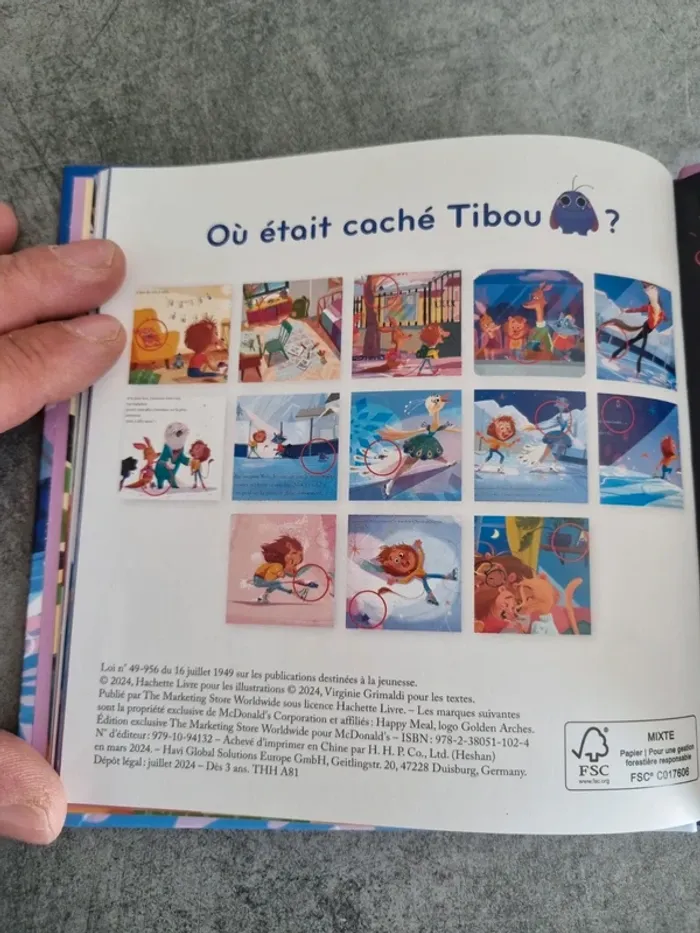 Où était caché Tibou ?
Loi n° 49-956 du 16 juillet 1949 sur les publications destinées à la jeunesse.
© 2024, Hachette Livre pour les illustrations © 2024, Virginie Grimaldi pour les textes.
Publié par The Marketing Store Worldwide sous licence Hachette Livre. – Les marques suivantes
sont la propriété exclusive de McDonald's Corporation et affiliés : Happy Meal, logo Golden Arches.
Édition exclusive The Marketing Store Worldwide pour McDonald's – ISBN : 978-2-38051-102-4
N° d'éditeur : 979-10-94132 – Achevé d'imprimer en Chine par H. H. P. Co., Ltd. (Heshan)
en mars 2024. – Havi Global Solutions Europe GmbH, Geitlingstr. 20, 47228 Duisburg, Germany.
Dépôt légal : juillet 2024 – Dès 3 ans. THH A81
FSC
www.fsc.org
MIXTE
Papier | Pour une gestion
forestière responsable
FSC® C017606